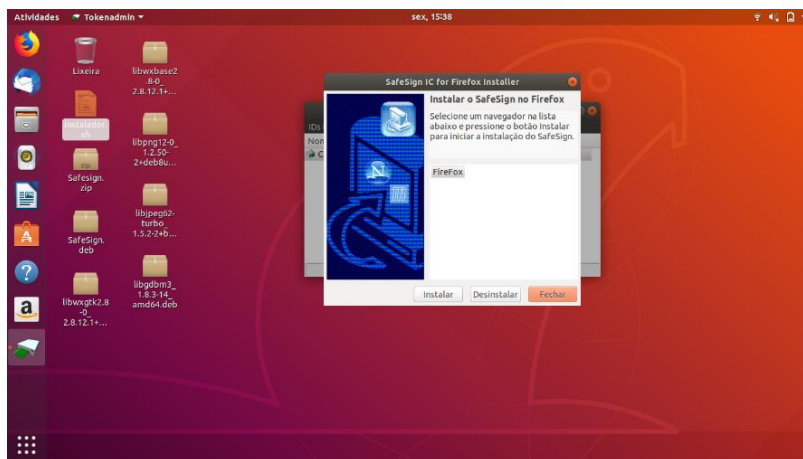 Atividades
Tokenadmin
sex, 15:38
Lixeira
libwxbase2
.8-0_
2.8.12.1+...
Instalador.
sh
libpng12-0_
1.2.50-
2+deb8u...
Safesign.
zip
zip
SafeSign.
deb
libjpeg62-
turbo_
1.5.2-2+b...
libwxgtk2.8
-0_
2.8.12.1+...
libgdbm3_
1.8.3-14_
amd64.deb
SafeSign IC for Firefox Installer
Instalar o SafeSign no Firefox
Selecione um navegador na lista
abaixo e pressione o botão Instalar
para iniciar a instalação do SafeSign.
FireFox
Instalar
Desinstalar
Fechar
IDs
Non
C